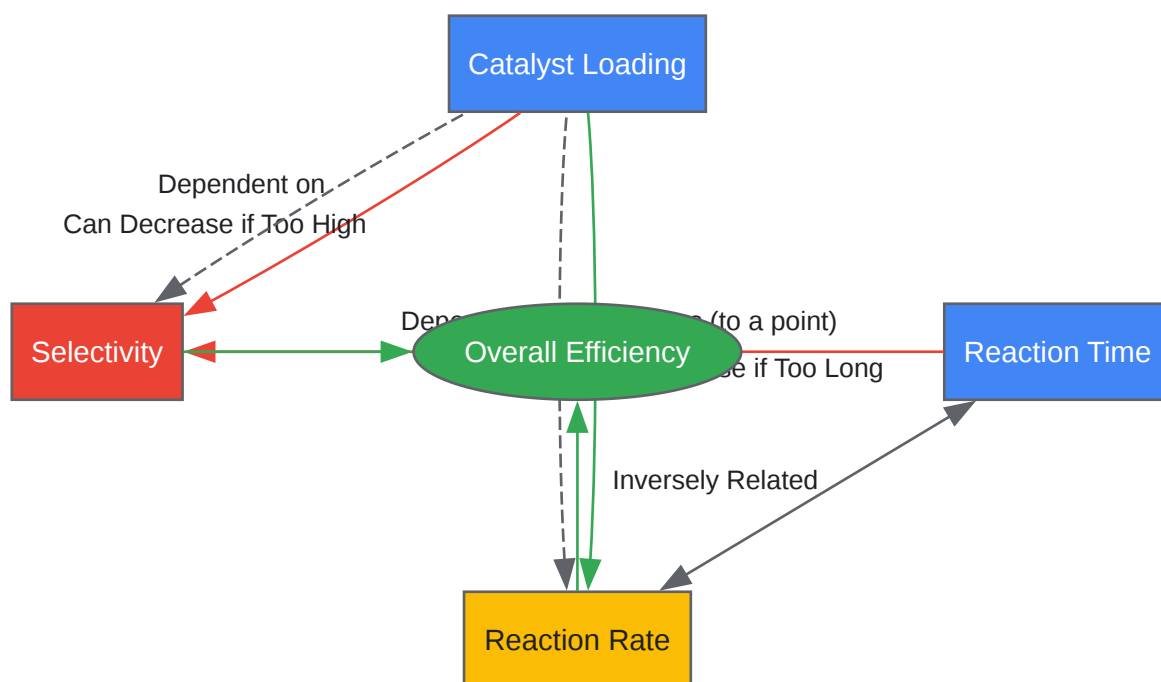 Catalyst Loading
Dependent on
Can Decrease if Too High
(to a point)
Selectivity
Overall Efficiency
Reaction Time
if Too Long
Inversely Related
Reaction Rate